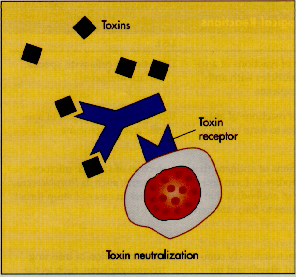 Toxins
Toxin
receptor
Toxin neutralization